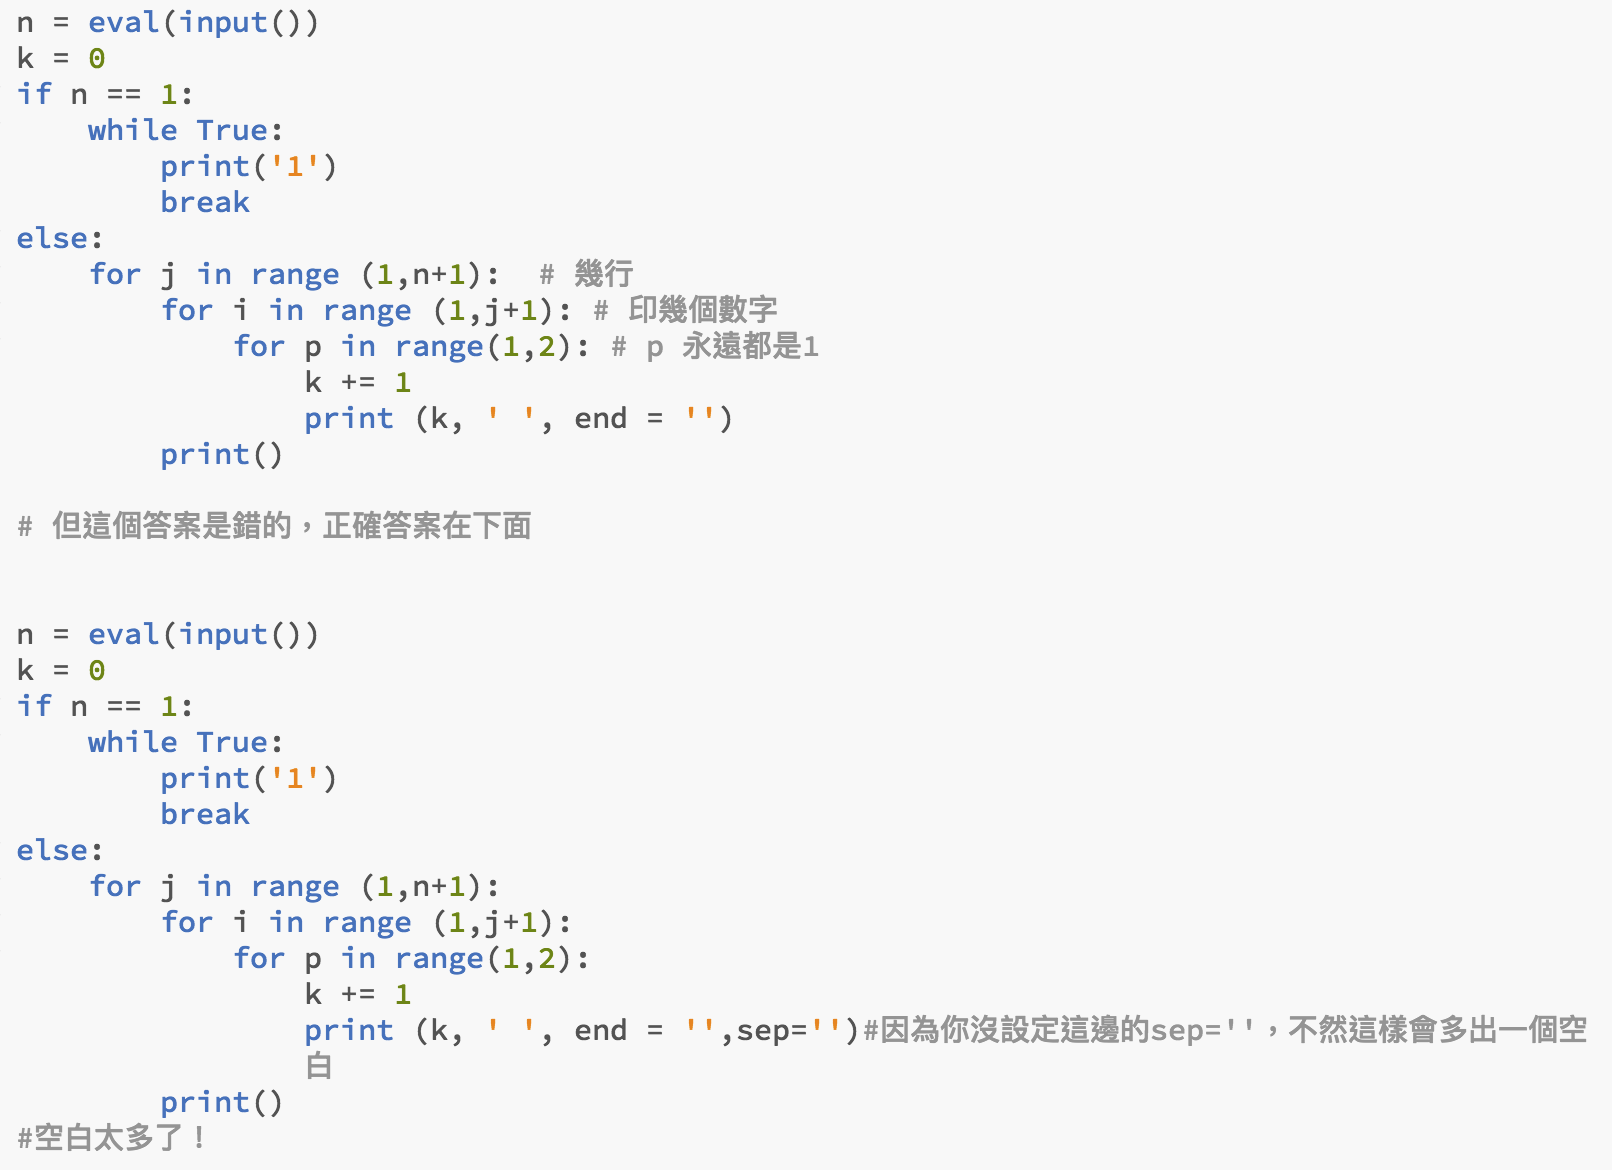 n = eval(input())
k = 0
if n == 1:
    while True:
        print('1')
        break
else:
    for j in range (1,n+1):  # 幾行
        for i in range (1,j+1): # 印幾個數字
            for p in range(1,2): # p 永遠都是1
                k += 1
                print (k, ' ', end = '')
        print()

# 但這個答案是錯的，正確答案在下面


n = eval(input())
k = 0
if n == 1:
    while True:
        print('1')
        break
else:
    for j in range (1,n+1):
        for i in range (1,j+1):
            for p in range(1,2):
                k += 1
                print (k, ' ', end = '',sep='')#因為你沒設定這邊的sep=''，不然這樣會多出一個空
                白
        print()
#空白太多了！